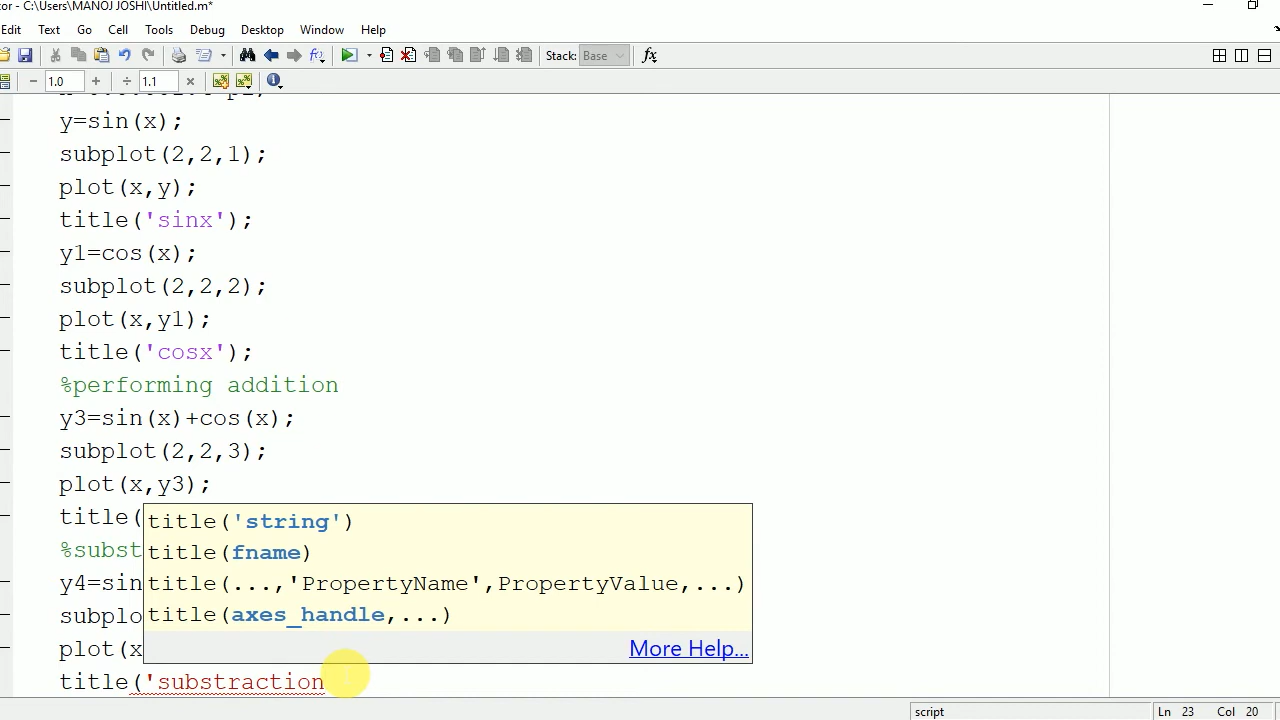 or - C:\Users\MANOJ JOSHI\Untitled.m*
Edit Text Go Cell Tools Debug Desktop Window Help
Stack: Base fx
− 1.0 + ÷ 1.1 ×
y=sin(x);
subplot(2,2,1);
plot(x,y);
title('sinx');
y1=cos(x);
subplot(2,2,2);
plot(x,y1);
title('cosx');
%performing addition
y3=sin(x)+cos(x);
subplot(2,2,3);
plot(x,y3);
title(
title('string')
%subst
title(fname)
y4=sin
title(...,'PropertyName',PropertyValue,...)
subplo
title(axes_handle,...)
plot(x
More Help...
title('substraction
script Ln 23 Col 20